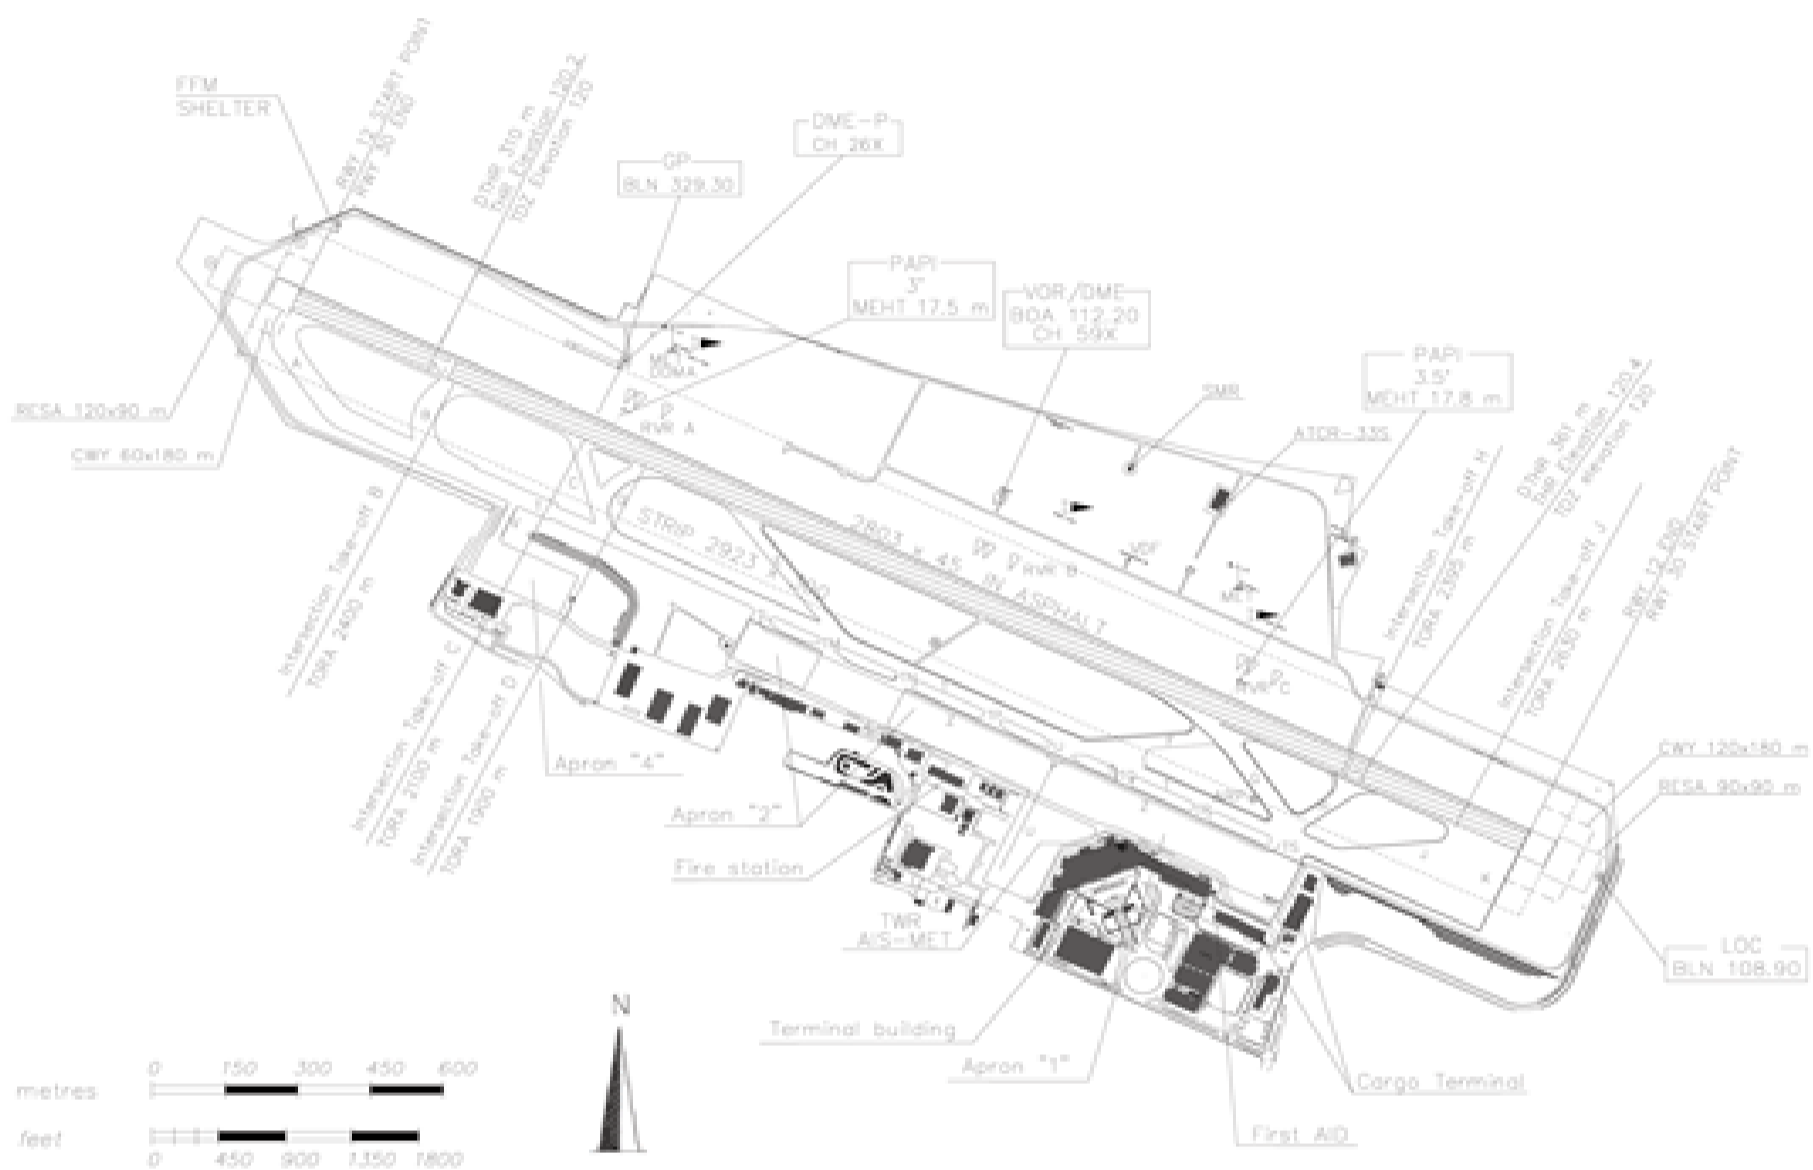 FFM
SHELTER
RWY 12 START POINT
RWY 30 END
DTHR 310 m
THR Elevation 120.2
TDZ Elevation 120
DME-P
CH 26X
GP
BLN 329.30
PAPI
3°
MEHT 17.5 m
VOR/DME
BOA 112.20
CH 59X
PAPI
3.5°
MEHT 17.8 m
SMR
ATCR-33S
RESA 120x90 m
CWY 60x180 m
RVR A
RVR B
RVR C
STRIP 2923 x
2803 x 45 IN ASPHALT
Intersection Take-off B
TORA 2450 m
Intersection Take-off C
TORA 2100 m
Intersection Take-off D
TORA 1900 m
Intersection Take-off H
DTHR 361 m
THR Elevation 120.4
TDZ elevation 120
Intersection Take-off J
TORA 2630 m
RWY 12 END
RWY 30 START POINT
CWY 120x180 m
RESA 90x90 m
LOC
BLN 108.90
Apron "4"
Apron "2"
Fire station
TWR
AIS-MET
Terminal building
Apron "1"
Cargo Terminal
First AID
N
metres
0 150 300 450 600
feet
0 450 900 1350 1800